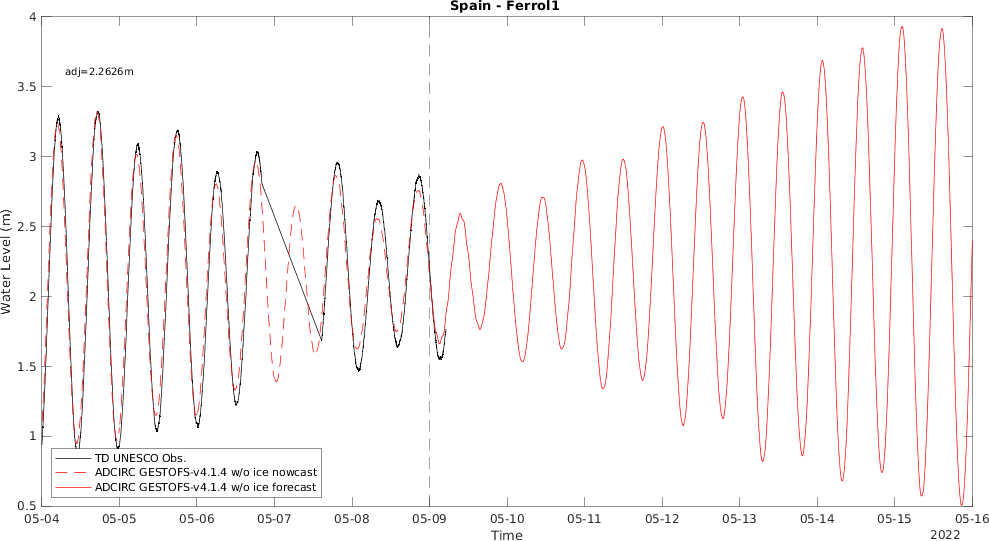 Spain - Ferrol1
4
adj=2.2626m
3.5
3
2.5
Water Level (m)
2
1.5
1
TD UNESCO Obs.
ADCIRC GESTOFS-v4.1.4 w/o ice nowcast
ADCIRC GESTOFS-v4.1.4 w/o ice forecast
0.5
05-04 05-05 05-06 05-07 05-08 05-09 05-10 05-11 05-12 05-13 05-14 05-15 05-16
Time
2022